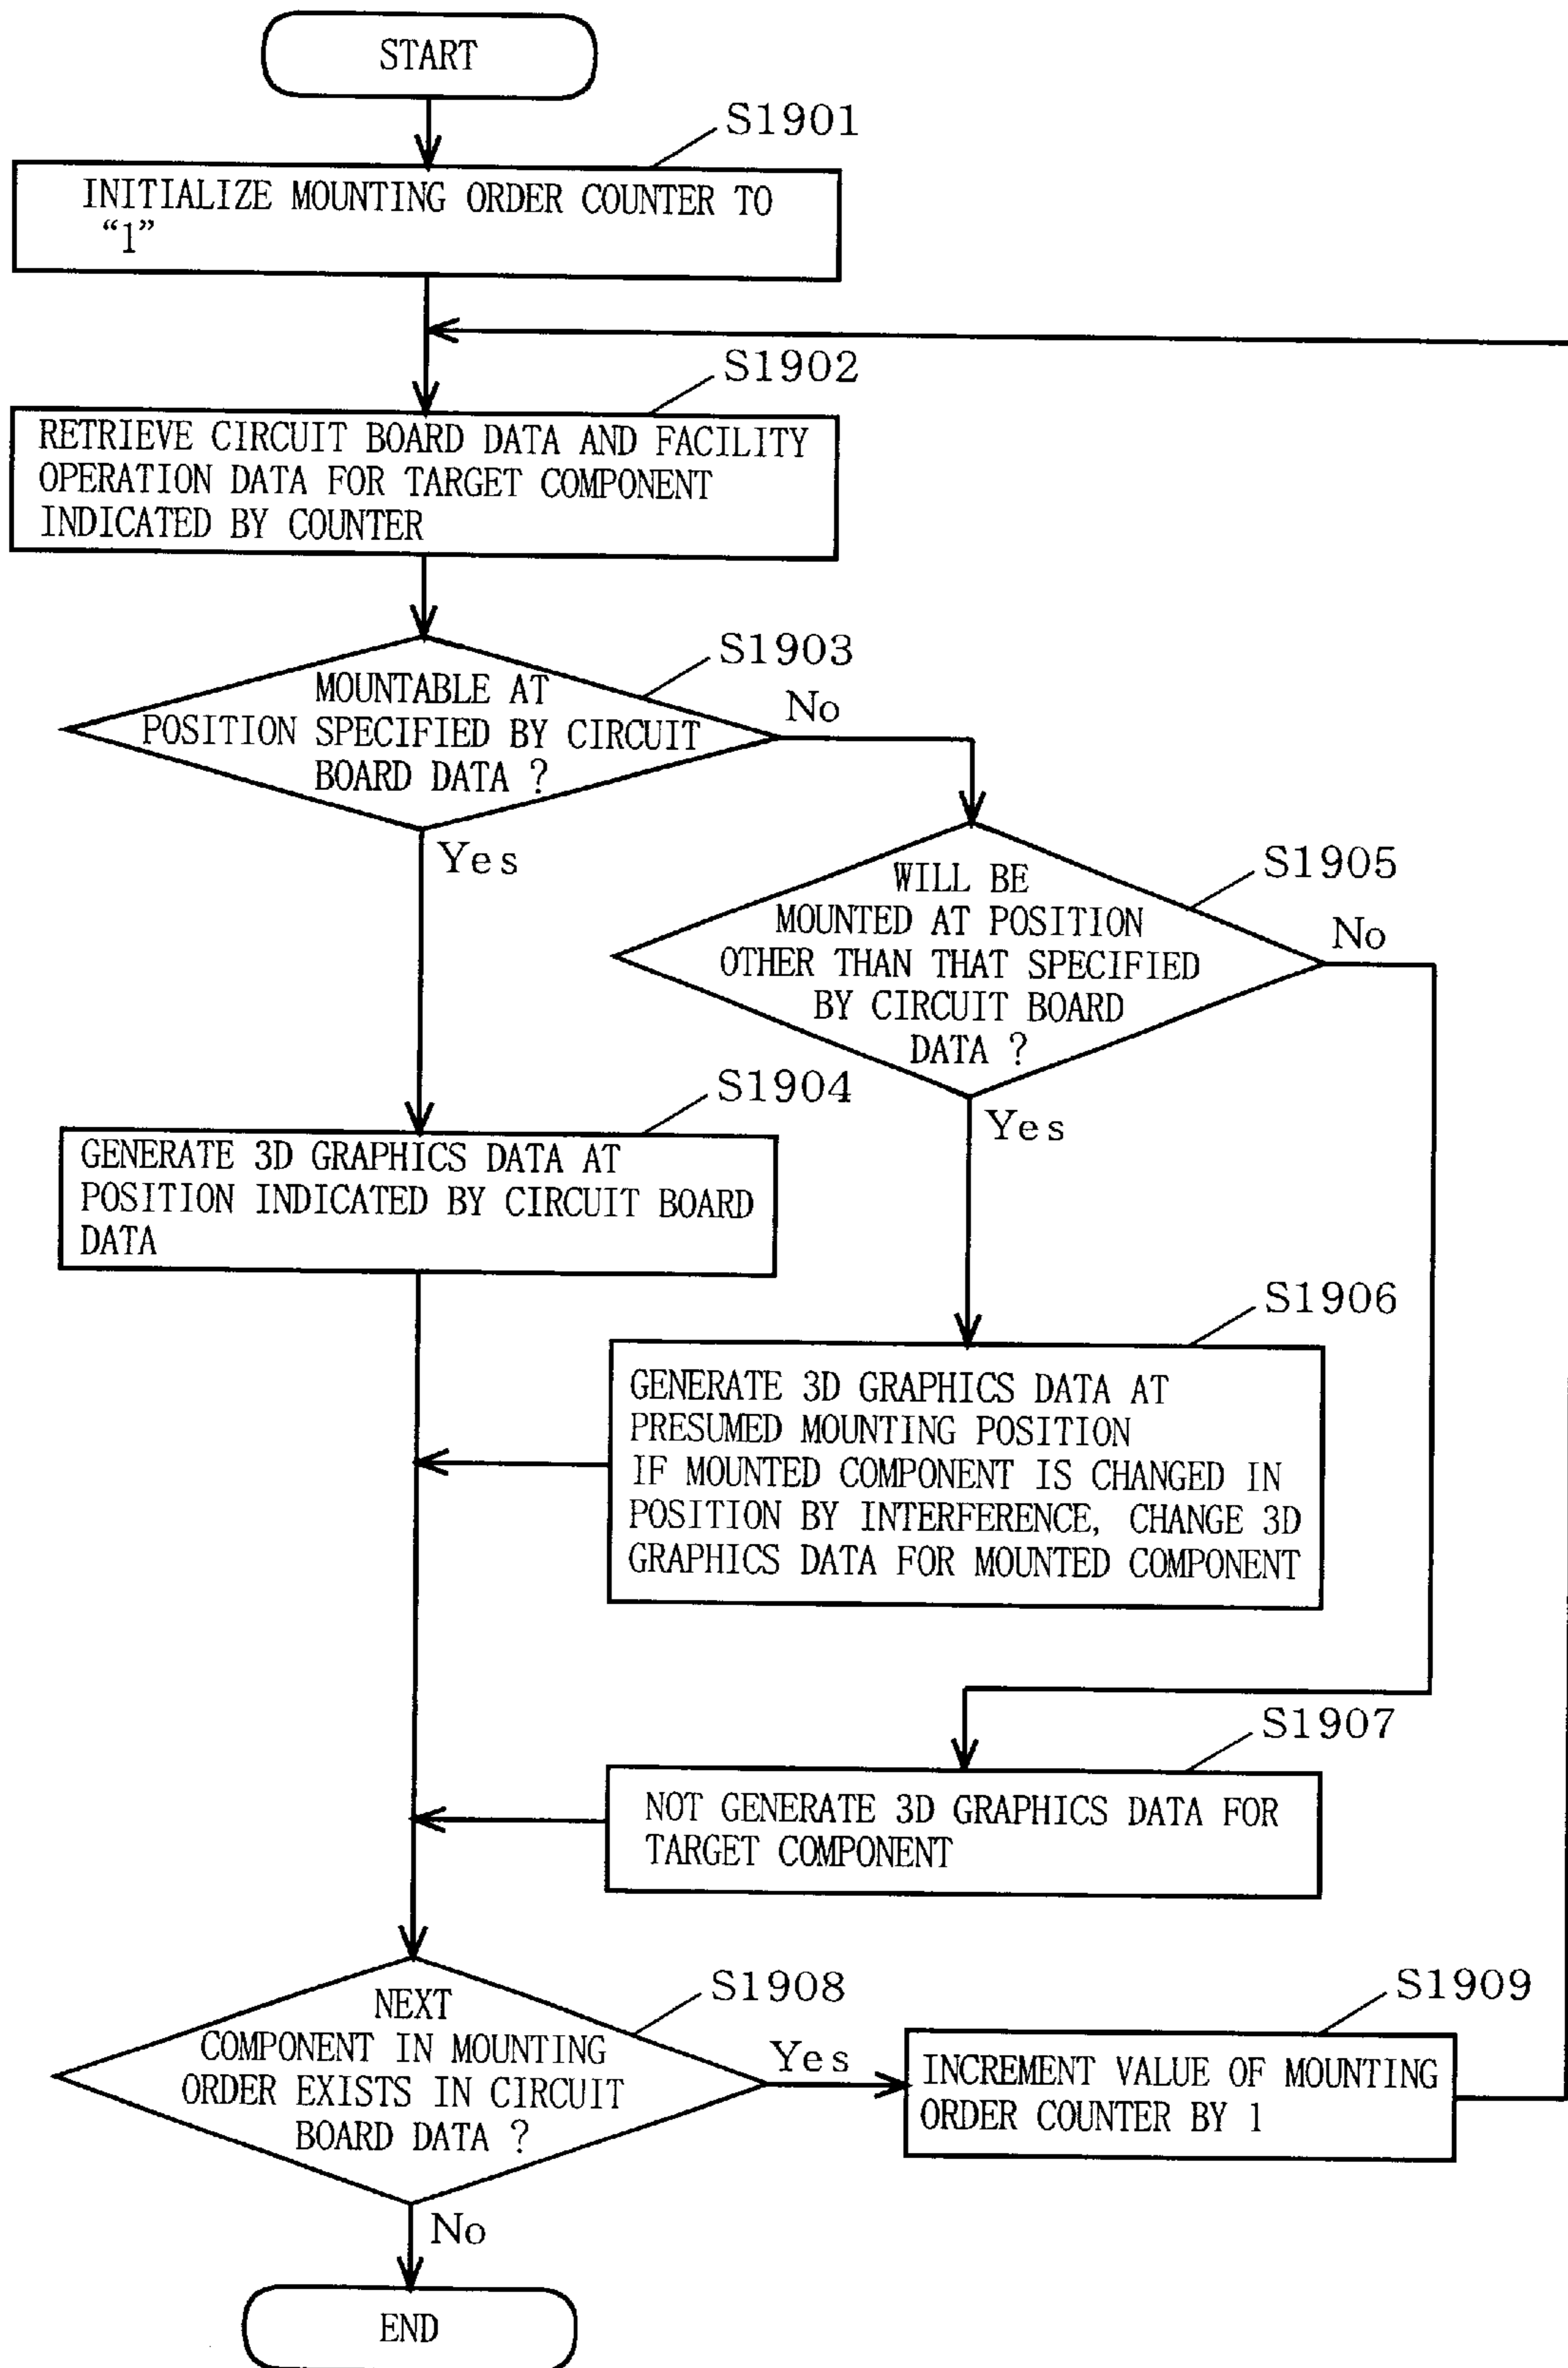 START
S1901
INITIALIZE MOUNTING ORDER COUNTER TO
“1”
S1902
RETRIEVE CIRCUIT BOARD DATA AND FACILITY
OPERATION DATA FOR TARGET COMPONENT
INDICATED BY COUNTER
S1903
MOUNTABLE AT
POSITION SPECIFIED BY CIRCUIT
BOARD DATA ?
No
Yes
S1905
WILL BE
MOUNTED AT POSITION
OTHER THAN THAT SPECIFIED
BY CIRCUIT BOARD
DATA ?
No
Yes
S1904
GENERATE 3D GRAPHICS DATA AT
POSITION INDICATED BY CIRCUIT BOARD
DATA
S1906
GENERATE 3D GRAPHICS DATA AT
PRESUMED MOUNTING POSITION
IF MOUNTED COMPONENT IS CHANGED IN
POSITION BY INTERFERENCE, CHANGE 3D
GRAPHICS DATA FOR MOUNTED COMPONENT
S1907
NOT GENERATE 3D GRAPHICS DATA FOR
TARGET COMPONENT
S1908
NEXT
COMPONENT IN MOUNTING
ORDER EXISTS IN CIRCUIT
BOARD DATA ?
Yes
S1909
INCREMENT VALUE OF MOUNTING
ORDER COUNTER BY 1
No
END